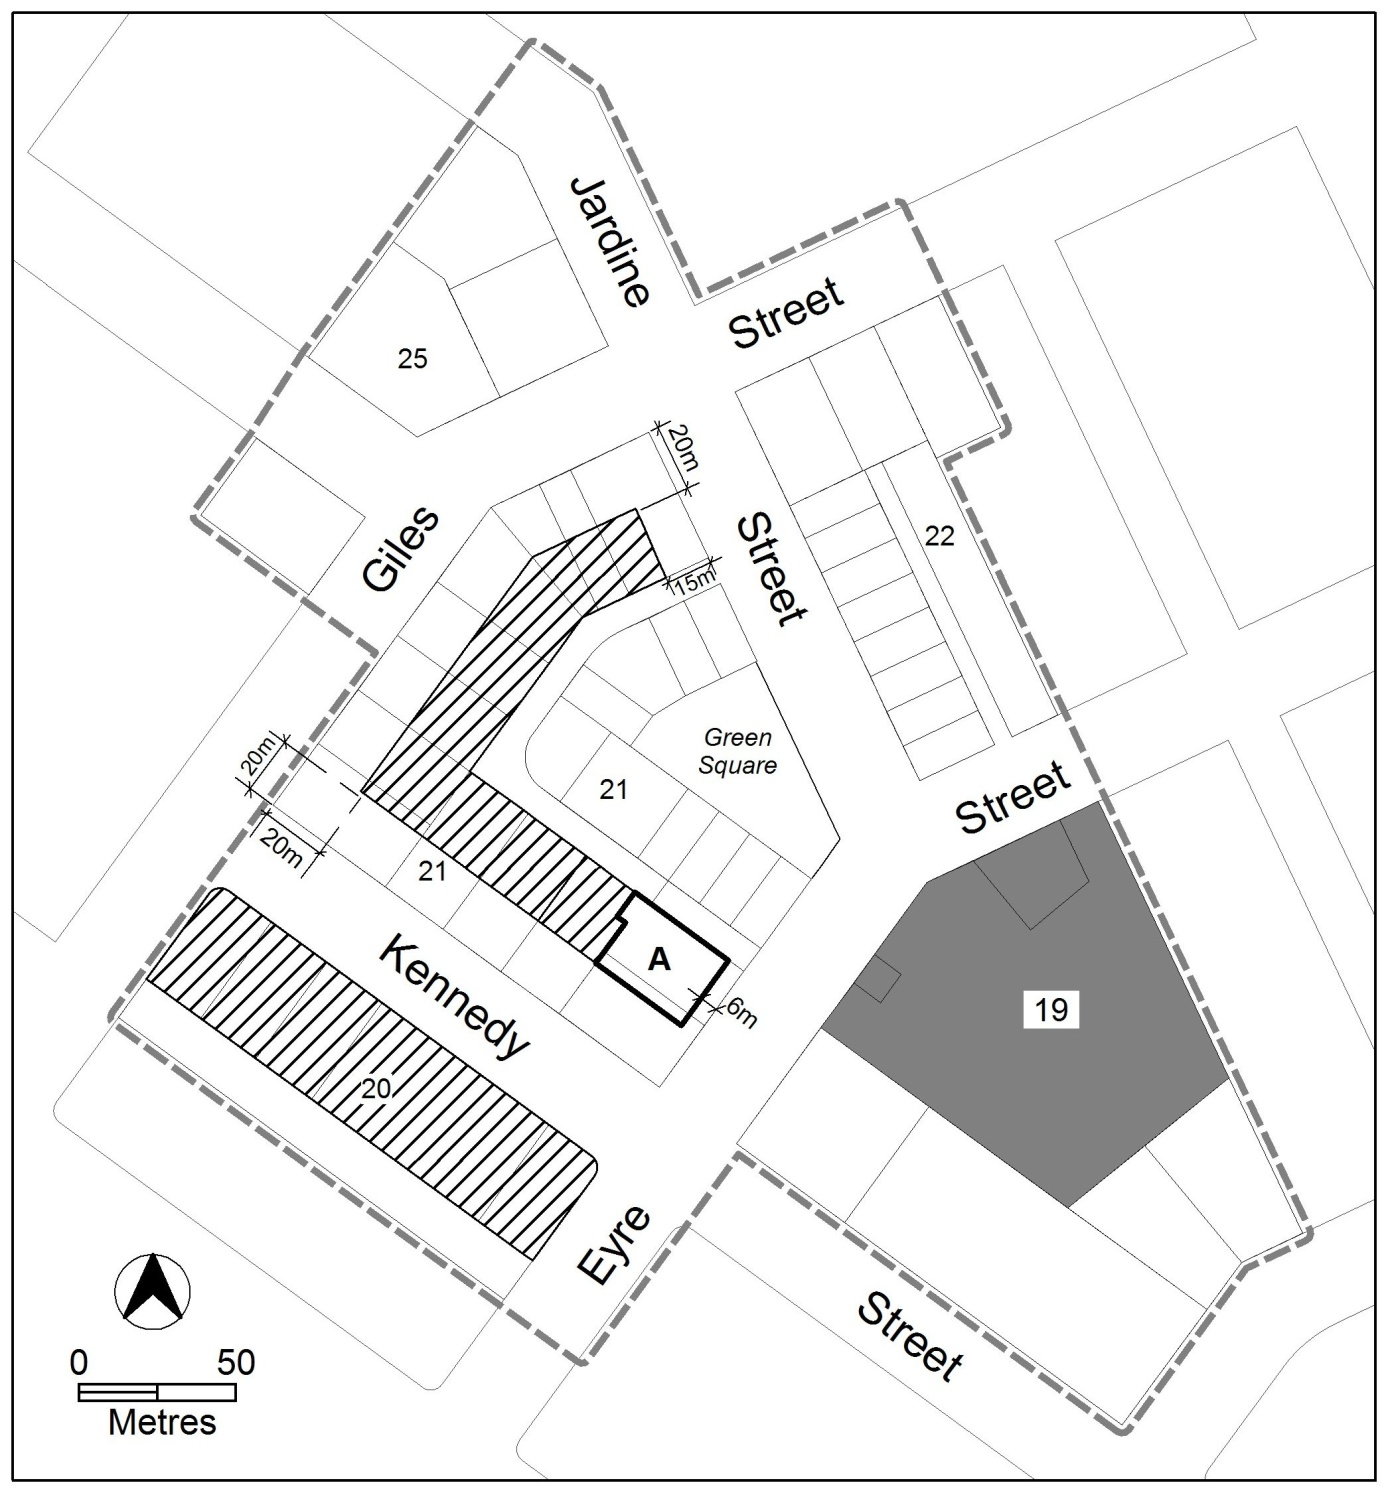 Jardine
Street
25
20m
Giles
Street
22
15m
Green
Square
20m
21
Street
20m
21
A
19
Kennedy
6m
20
Eyre
Street
0 50
Metres